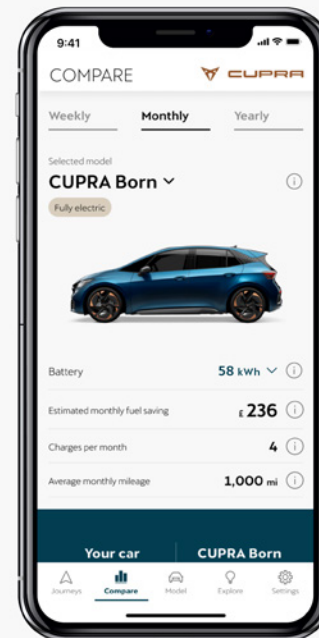 9:41
COMPARE CUPRA
Weekly Monthly Yearly
Selected model
CUPRA Born
Fully electric
Battery 58 kWh
Estimated monthly fuel saving £ 236
Charges per month 4
Average monthly mileage 1,000 mi
Your car CUPRA Born
Journeys Compare Model Explore Settings